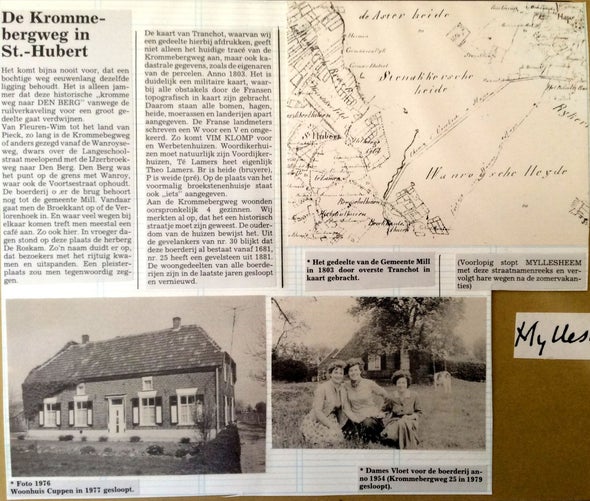 De Kromme-
bergweg in
St.-Hubert
Het komt bijna nooit voor, dat een
bochtige weg eeuwenlang dezelfde
ligging behoudt. Het is alleen jam-
mer dat deze historische „kromme
weg naar DEN BERG" vanwege de
ruilverkaveling voor een groot ge-
deelte gaat verdwijnen.
Van Fleuren-Wim tot het land van
Pieck, zo lang is de Krommebegweg
of anders gezegd vanaf de Wanroyse-
weg, dwars over de Langeschool-
straat meelopend met de IJzerbroek-
weg naar Den Berg. Den Berg was
het punt op de grens met Wanroy,
waar ook de Voortsestraat ophoudt.
De boerderij o.er de brug behoort
nog tot de gemeente Mill. Vandaar
gaat men de Broekkant op of de Ver-
lorenhoek in. En waar veel wegen bij
elkaar komen treft men meestal een
café aan. Zo ook hier. In vroeger da-
gen stond op deze plaats de herberg
De Roskam. Zo'n naam duidt er op,
dat bezoekers met het rijtuig kwa-
men en uitspanden. Een pleister-
plaats zou men tegenwoordig zeg-
gen.
De kaart van Tranchot, waarvan wij
een gedeelte hierbij afdrukken, geeft
niet alleen het huidige tracé van de
Krommebergweg aan, maar ook ka-
dastrale gegevens, zoals de eigenaren
van de percelen. Anno 1803. Het is
duidelijk een militaire kaart, waar-
bij alle obstakels door de Fransen
topografisch in kaart zijn gebracht.
Daarom staan alle bomen, hagen,
heide, moerassen en landerijen apart
aangegeven. De Franse landmeters
schreven een W voor een V en omge-
keerd. Zo komt VIM KLOMP voor
en Werbetenhuizen. Woordikerhui-
zen moet natuurlijk zijn Voordijker-
huizen, Té Lamers heet eigenlijk
Theo Lamers. Br is heide (bruyere),
P is weide (pré). Op de plaats van het
voormalig broekstenenhuisje staat
ook „iets" aangegeven.
Aan de Krommebergweg woonden
oorspronkelijk 4 gezinnen. Wij
merkten al op, dat het een historisch
straatje moet zijn geweest. De ouder-
dom van de huizen bewijst het. Uit
de gevelankers van nr. 30 blijkt dat
deze boerderij al bestaat vanaf 1681,
nr. 25 heeft een gevelsteen uit 1881.
De woongedeelten van alle boerde-
rijen zijn in de laatste jaren gesloopt
en vernieuwd.
de Aster heide
Hager
Steenakkersche
heide
St. Hubert
Wanroysche Heyde
* Het gedeelte van de Gemeente Mill
in 1803 door overste Tranchot in
kaart gebracht.
(Voorlopig stopt MYLLESHEEM
met deze straatnamenreeks en ver-
volgt hare wegen na de zomervakan-
ties)
Mylles
* Foto 1976
Woonhuis Cuppen in 1977 gesloopt.
* Dames Vloet voor de boerderij an-
no 1954 (Krommebergweg 25 in 1979
gesloopt).